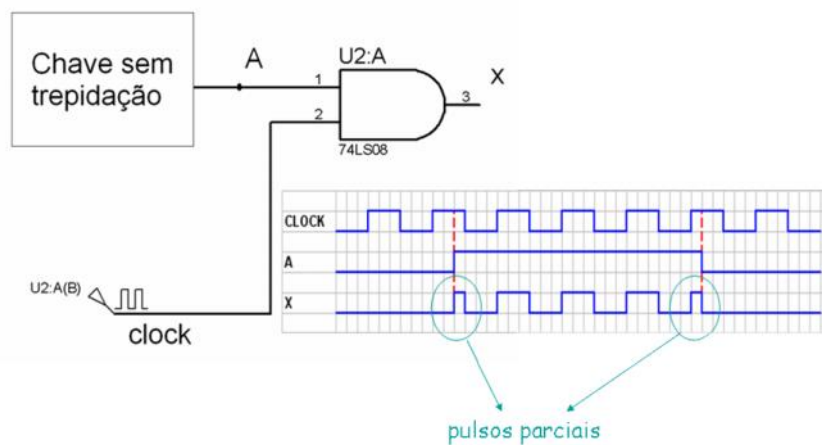 Chave sem
trepidação
A
U2:A
X
1
2
3
74LS08
CLOCK
A
X
U2:A(B)
clock
pulsos parciais